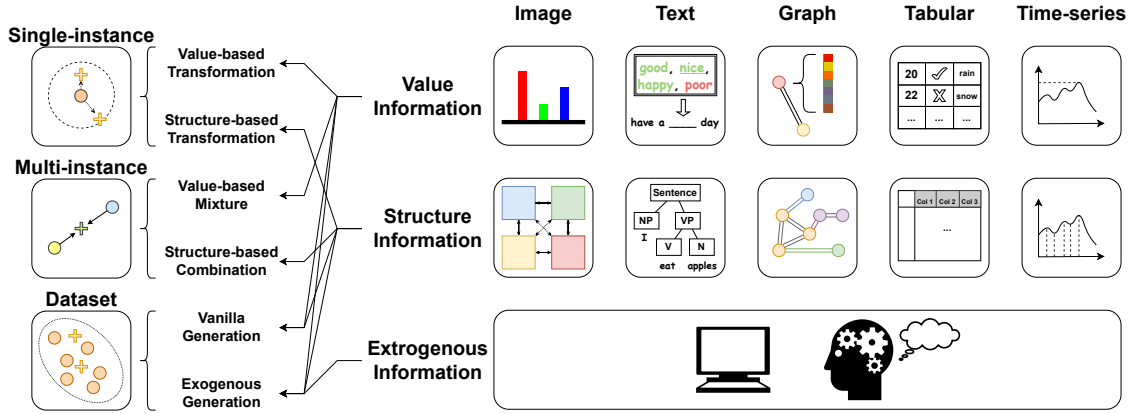 Image Text Graph Tabular Time-series
Single-instance
Value-based
Transformation
Structure-based
Transformation
Multi-instance
Value-based
Mixture
Structure-based
Combination
Dataset
Vanilla
Generation
Exogenous
Generation
Value
Information
good, nice,
happy, poor
have a ____ day
20 rain
22 snow
... ... ...
Structure
Information
Sentence
NP VP
I
V N
eat apples
Col 1 Col 2 Col 3
...
Extrogenous
Information